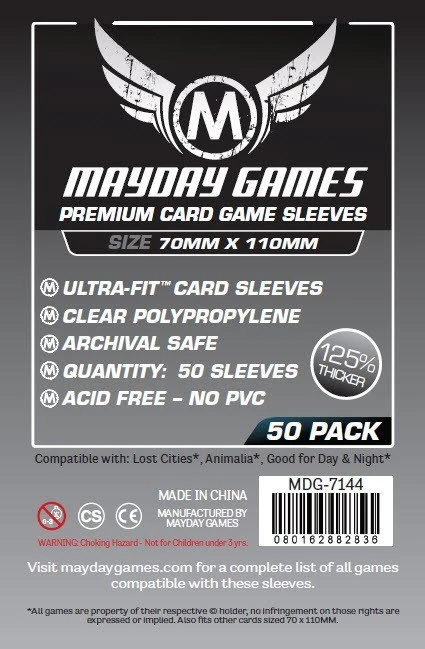 M
MAYDAY GAMES
PREMIUM CARD GAME SLEEVES
SIZE 70MM X 110MM
ULTRA-FIT™ CARD SLEEVES
CLEAR POLYPROPYLENE
ARCHIVAL SAFE
QUANTITY: 50 SLEEVES
ACID FREE – NO PVC
125%
THICKER
50 PACK
Compatible with: Lost Cities*, Animalia*, Good for Day & Night*
MDG-7144
MADE IN CHINA
MANUFACTURED BY
MAYDAY GAMES
0-3
CS
CE
0 80162 88283 6
WARNING: Choking Hazard - Not for Children under 3 yrs.
Visit maydaygames.com for a complete list of all games
compatible with these sleeves.
*All games are property of their respective © holder, no infringement on those rights are
expressed or implied. Also fits other cards sized 70 x 110MM.